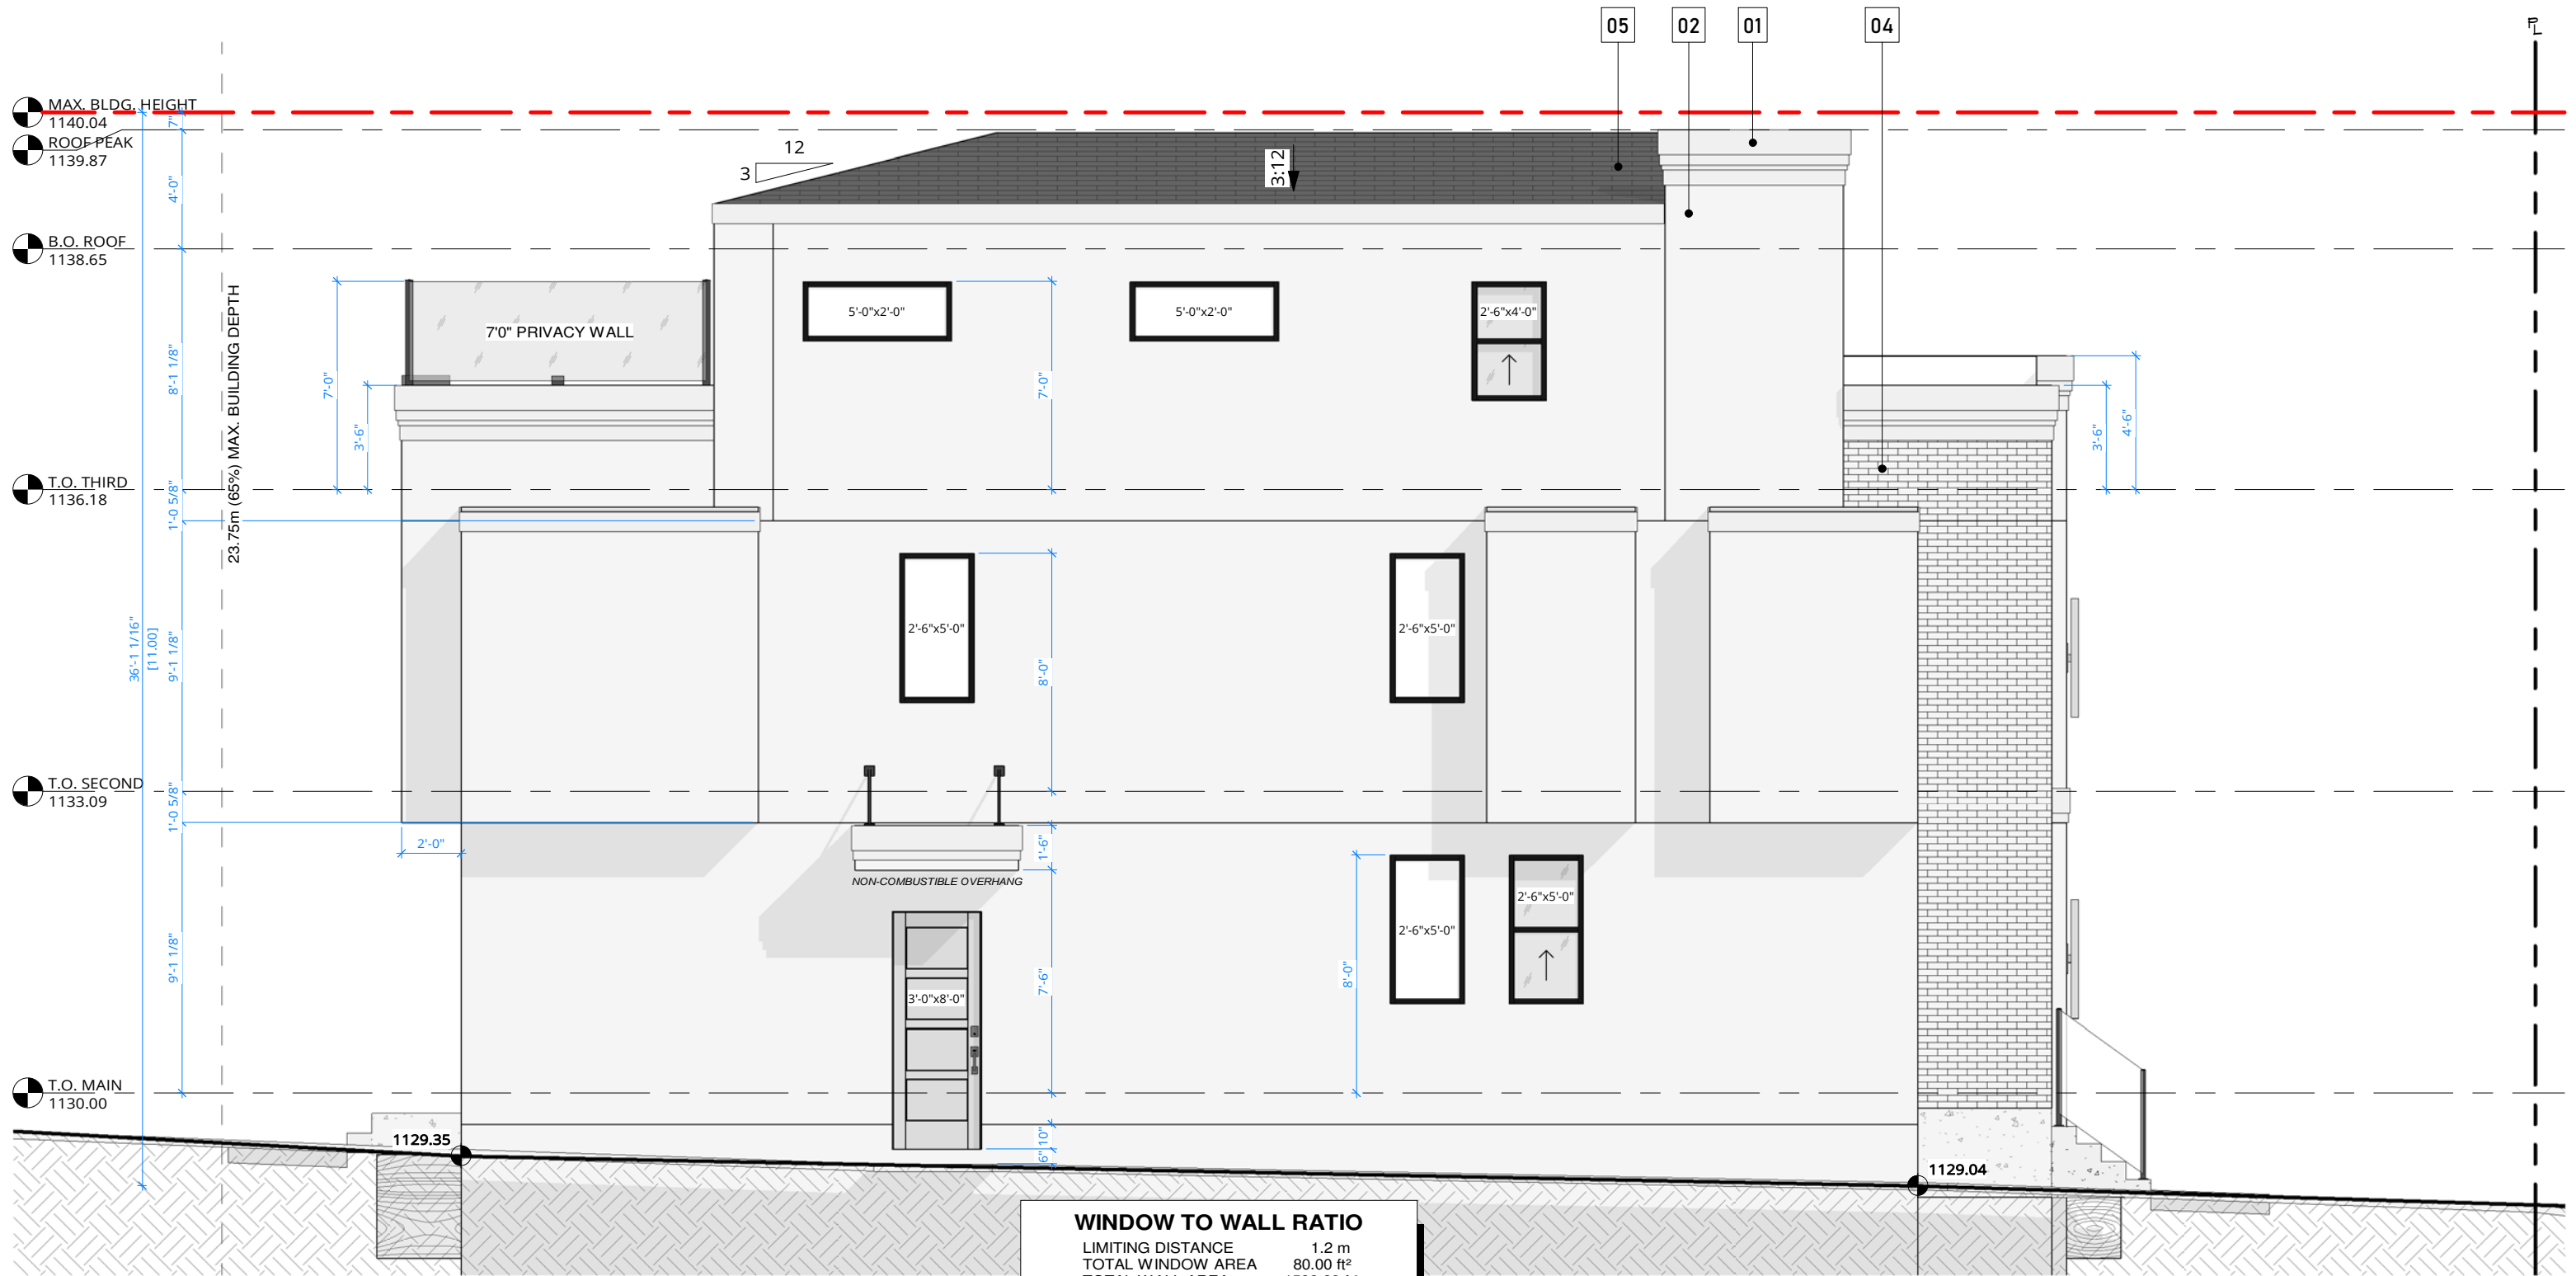 05
02
01
04
PL
MAX. BLDG. HEIGHT
1140.04
7"
ROOF PEAK
1139.87
12
3
3:12
4'-0"
B.O. ROOF
1138.65
7'0" PRIVACY WALL
5'-0"x2'-0"
5'-0"x2'-0"
2'-6"x4'-0"
8'-1 1/8"
7'-0"
3'-6"
7'-0"
3'-6"
4'-6"
23.75m (65%) MAX. BUILDING DEPTH
T.O. THIRD
1136.18
1'-0 5/8"
36'-1 1/16"
[11.00]
9'-1 1/8"
2'-6"x5'-0"
8'-0"
2'-6"x5'-0"
T.O. SECOND
1133.09
1'-0 5/8"
2'-0"
1'-6"
NON-COMBUSTIBLE OVERHANG
2'-6"x5'-0"
2'-6"x5'-0"
9'-1 1/8"
3'-0"x8'-0"
7'-6"
8'-0"
T.O. MAIN
1130.00
1129.35
10"
6"
1129.04
WINDOW TO WALL RATIO
LIMITING DISTANCE 1.2 m
TOTAL WINDOW AREA 80.00 ft²